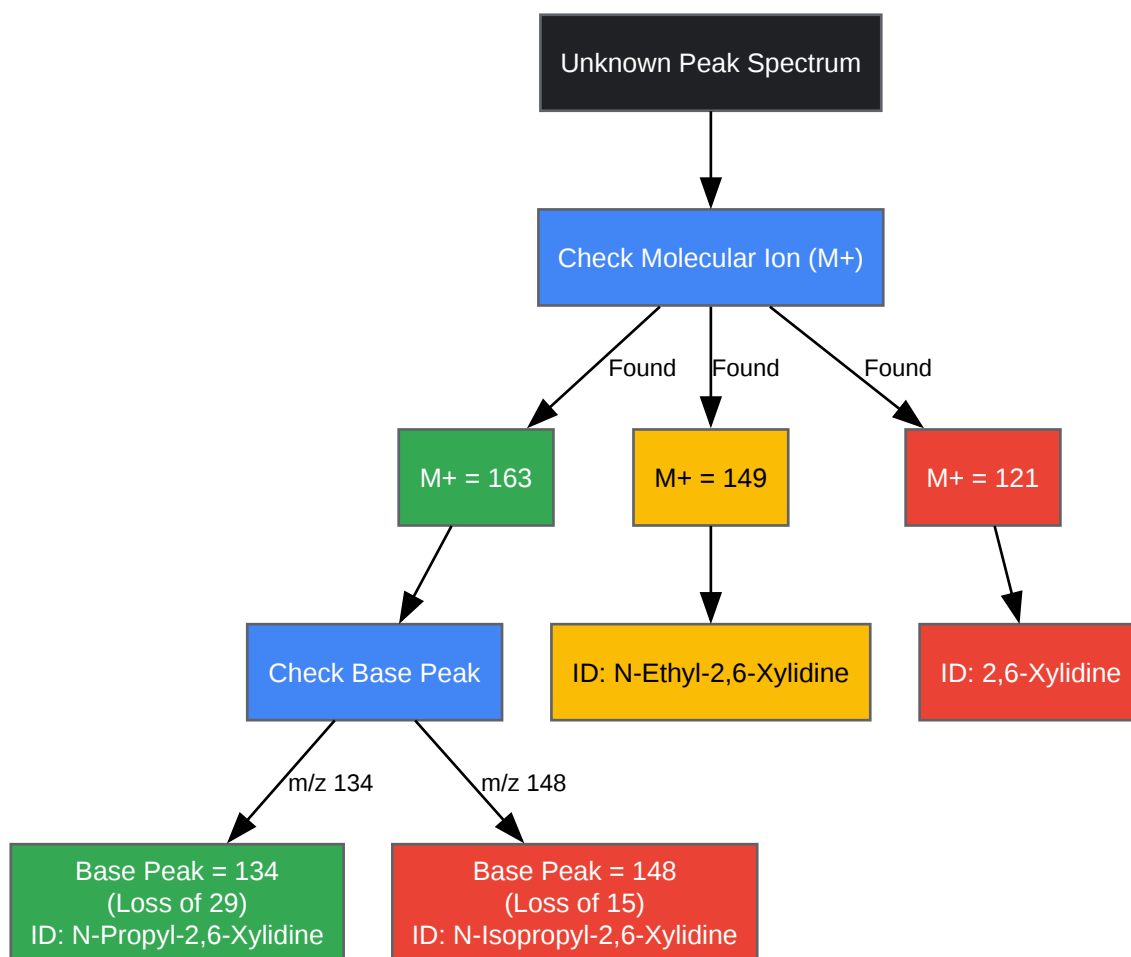 Unknown Peak Spectrum
Check Molecular Ion (M+)
Found
Found
Found
M+ = 163
M+ = 149
M+ = 121
Check Base Peak
ID: N-Ethyl-2,6-Xylidine
ID: 2,6-Xylidine
m/z 134
m/z 148
Base Peak = 134
(Loss of 29)
ID: N-Propyl-2,6-Xylidine
Base Peak = 148
(Loss of 15)
ID: N-Isopropyl-2,6-Xylidine